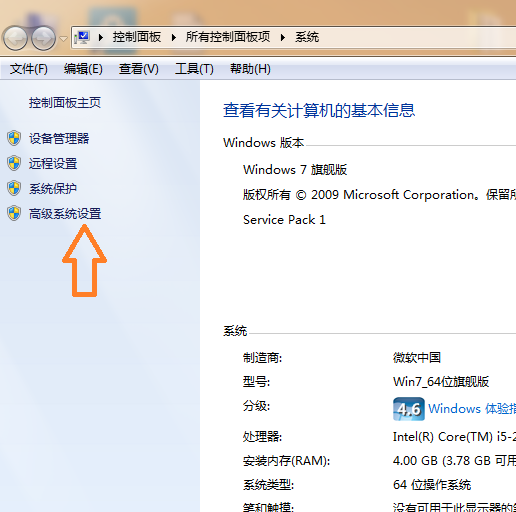 控制面板 所有控制面板项 系统
文件(F) 编辑(E) 查看(V) 工具(T) 帮助(H)
控制面板主页
设备管理器
远程设置
系统保护
高级系统设置
查看有关计算机的基本信息
Windows 版本
Windows 7 旗舰版
版权所有 © 2009 Microsoft Corporation。保留
Service Pack 1
系统
制造商: 微软中国
型号: Win7_64位旗舰版
分级: 4.6 Windows 体验
处理器: Intel(R) Core(TM) i5-2
安装内存(RAM): 4.00 GB (3.78 GB 可用
系统类型: 64 位操作系统
笔和触摸: 没有可用于此显示器的